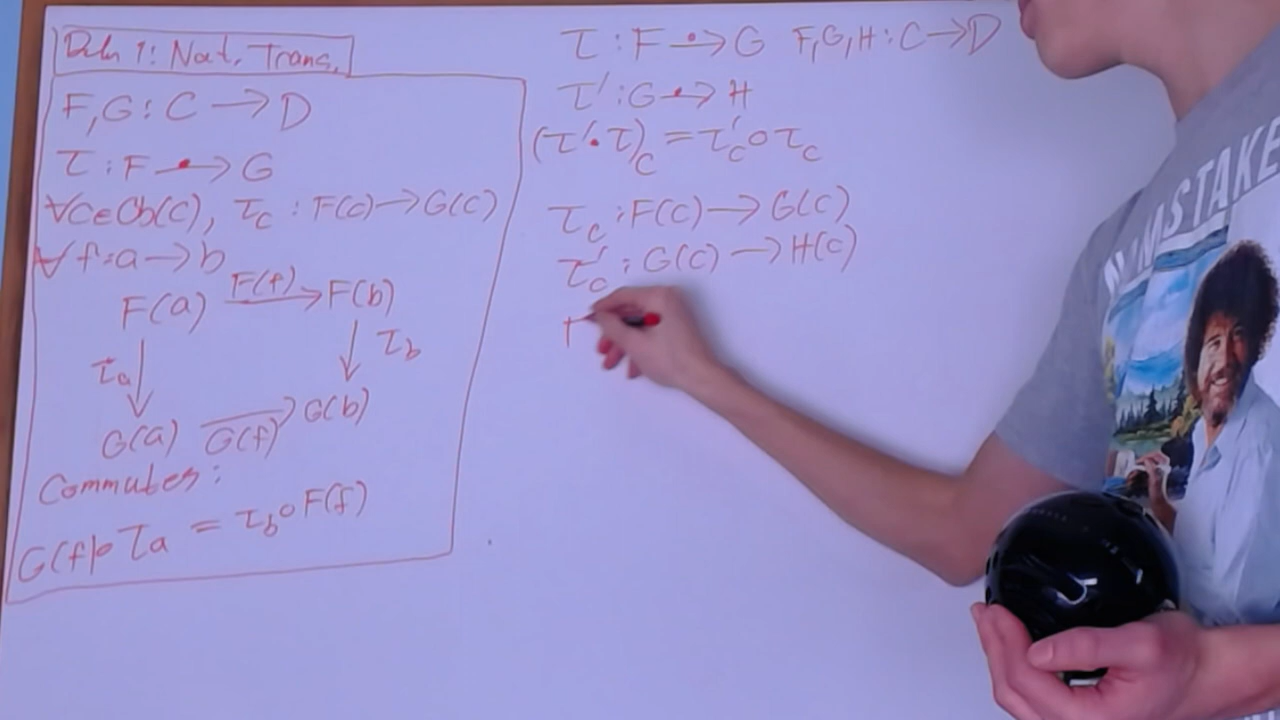 Defn 1: Nat. Trans.
F,G : C → D
τ : F →̇ G
∀c∈Ob(C), τ_c : F(c) → G(c)
∀ f:a → b
F(a) F(f)→ F(b)
τ_a ↓ ↓ τ_b
G(a) G(f)→ G(b)
Commutes:
G(f)∘τ_a = τ_b∘F(f)
τ : F →̇ G F,G,H : C → D
τ' : G →̇ H
(τ'•τ)_c = τ'_c ∘ τ_c
τ_c : F(c) → G(c)
τ'_c : G(c) → H(c)